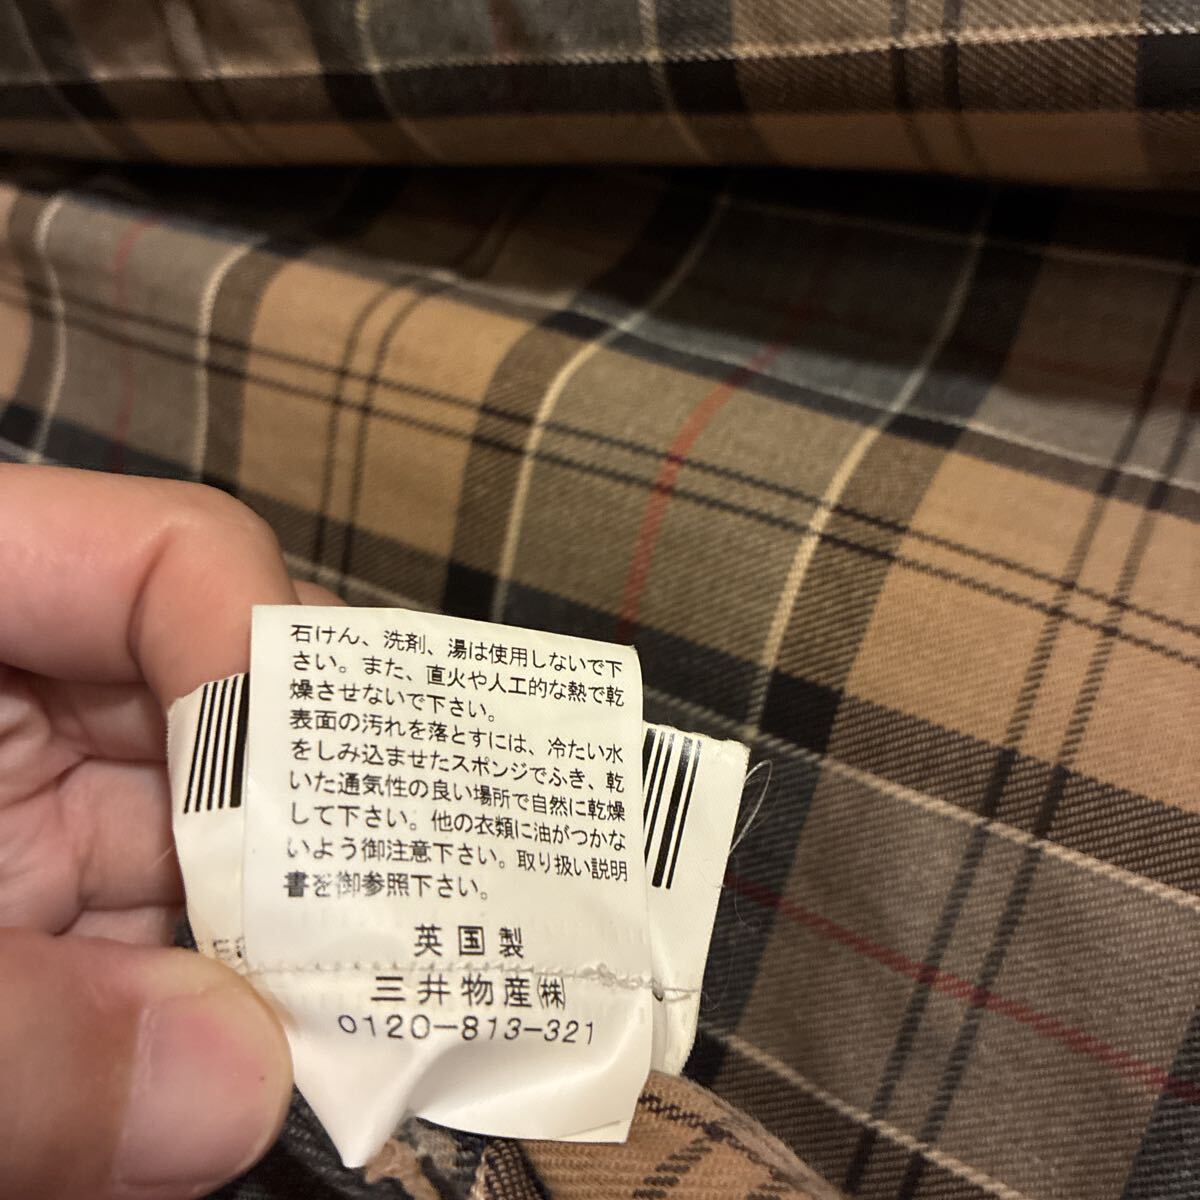 石けん、洗剤、湯は使用しないで下
さい。また、直火や人工的な熱で乾
燥させないで下さい。
表面の汚れを落とすには、冷たい水
をしみ込ませたスポンジでふき、乾
いた通気性の良い場所で自然に乾燥
して下さい。他の衣類に油がつかな
いよう御注意下さい。取り扱い説明
書を御参照下さい。
英国製
三井物産㈱
0120-813-321